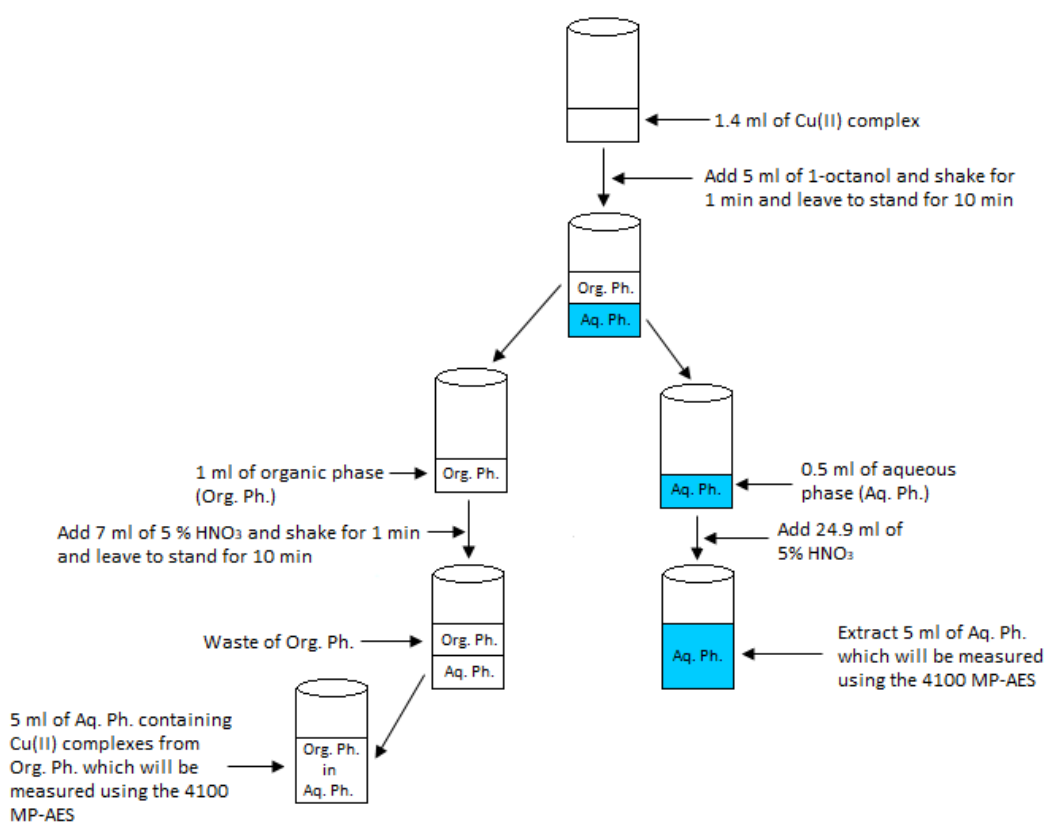 1.4 ml of Cu(II) complex
Add 5 ml of 1-octanol and shake for
1 min and leave to stand for 10 min
Org. Ph.
Aq. Ph.
1 ml of organic phase
(Org. Ph.)
Org. Ph.
Aq. Ph.
0.5 ml of aqueous
phase (Aq. Ph.)
Add 7 ml of 5 % HNO₃ and shake for 1 min
and leave to stand for 10 min
Add 24.9 ml of
5% HNO₃
Waste of Org. Ph.
Org. Ph.
Aq. Ph.
Aq. Ph.
Extract 5 ml of Aq. Ph.
which will be measured
using the 4100 MP-AES
5 ml of Aq. Ph. containing
Cu(II) complexes from
Org. Ph. which will be
measured using the 4100
MP-AES
Org. Ph.
in
Aq. Ph.